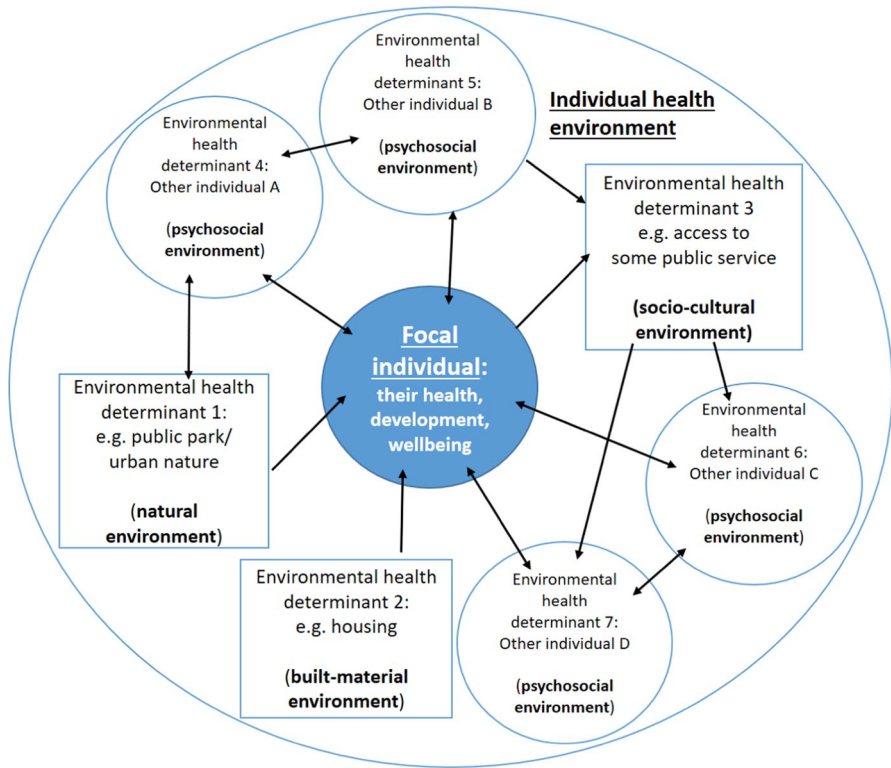 Environmental
health
determinant 5:
Other individual B
(psychosocial
environment)
Individual health
environment
Environmental
health
determinant 4:
Other individual A
(psychosocial
environment)
Environmental health
determinant 3
e.g. access to
some public service
(socio-cultural
environment)
Focal
individual:
their health,
development,
wellbeing
Environmental health
determinant 1:
e.g. public park/
urban nature
(natural
environment)
Environmental
health
determinant 6:
Other individual C
(psychosocial
environment)
Environmental health
determinant 2:
e.g. housing
(built-material
environment)
Environmental
health
determinant 7:
Other individual D
(psychosocial
environment)